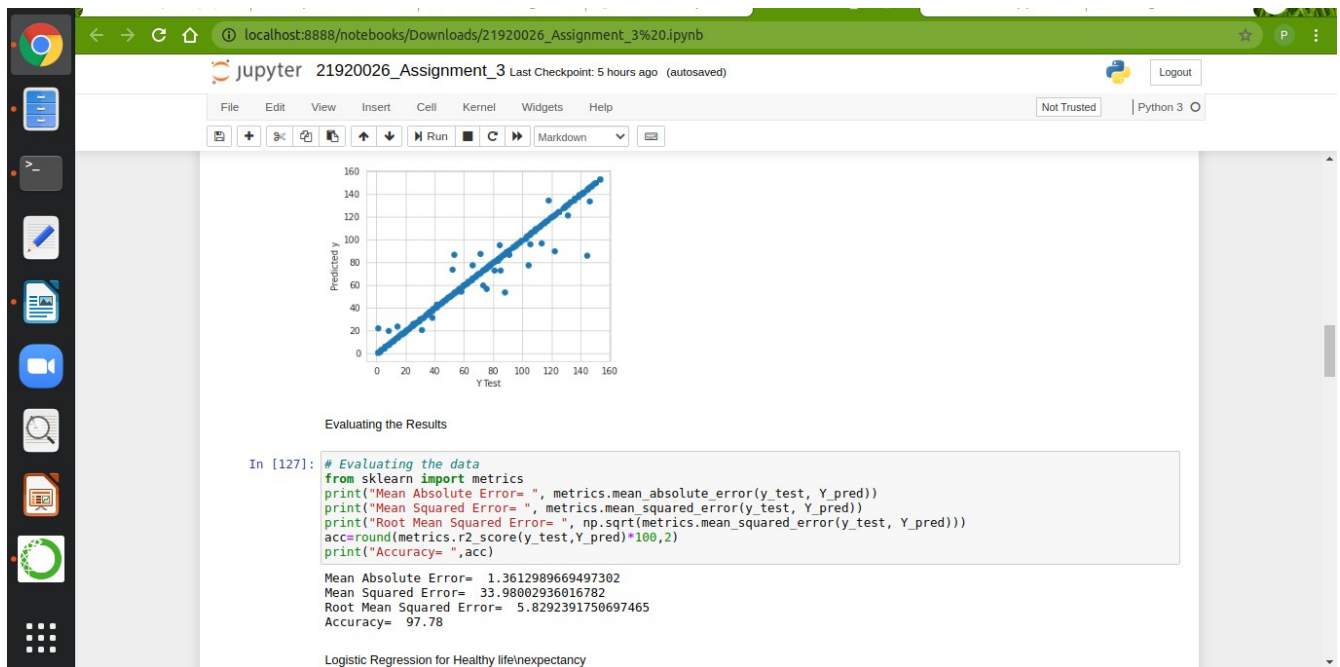 localhost:8888/notebooks/Downloads/21920026_Assignment_3%20.ipynb
P
jupyter 21920026_Assignment_3 Last Checkpoint: 5 hours ago (autosaved)
Logout
File Edit View Insert Cell Kernel Widgets Help
Not Trusted Python 3
Run Markdown
160
140
120
100
80
60
40
20
0
Predicted y
0 20 40 60 80 100 120 140 160
Y Test
Evaluating the Results
In [127]: # Evaluating the data
from sklearn import metrics
print("Mean Absolute Error= ", metrics.mean_absolute_error(y_test, Y_pred))
print("Mean Squared Error= ", metrics.mean_squared_error(y_test, Y_pred))
print("Root Mean Squared Error= ", np.sqrt(metrics.mean_squared_error(y_test, Y_pred)))
acc=round(metrics.r2_score(y_test,Y_pred)*100,2)
print("Accuracy= ",acc)
Mean Absolute Error=  1.3612989669497302
Mean Squared Error=  33.98002936016782
Root Mean Squared Error=  5.8292391750697465
Accuracy=  97.78
Logistic Regression for Healthy life\nexpectancy